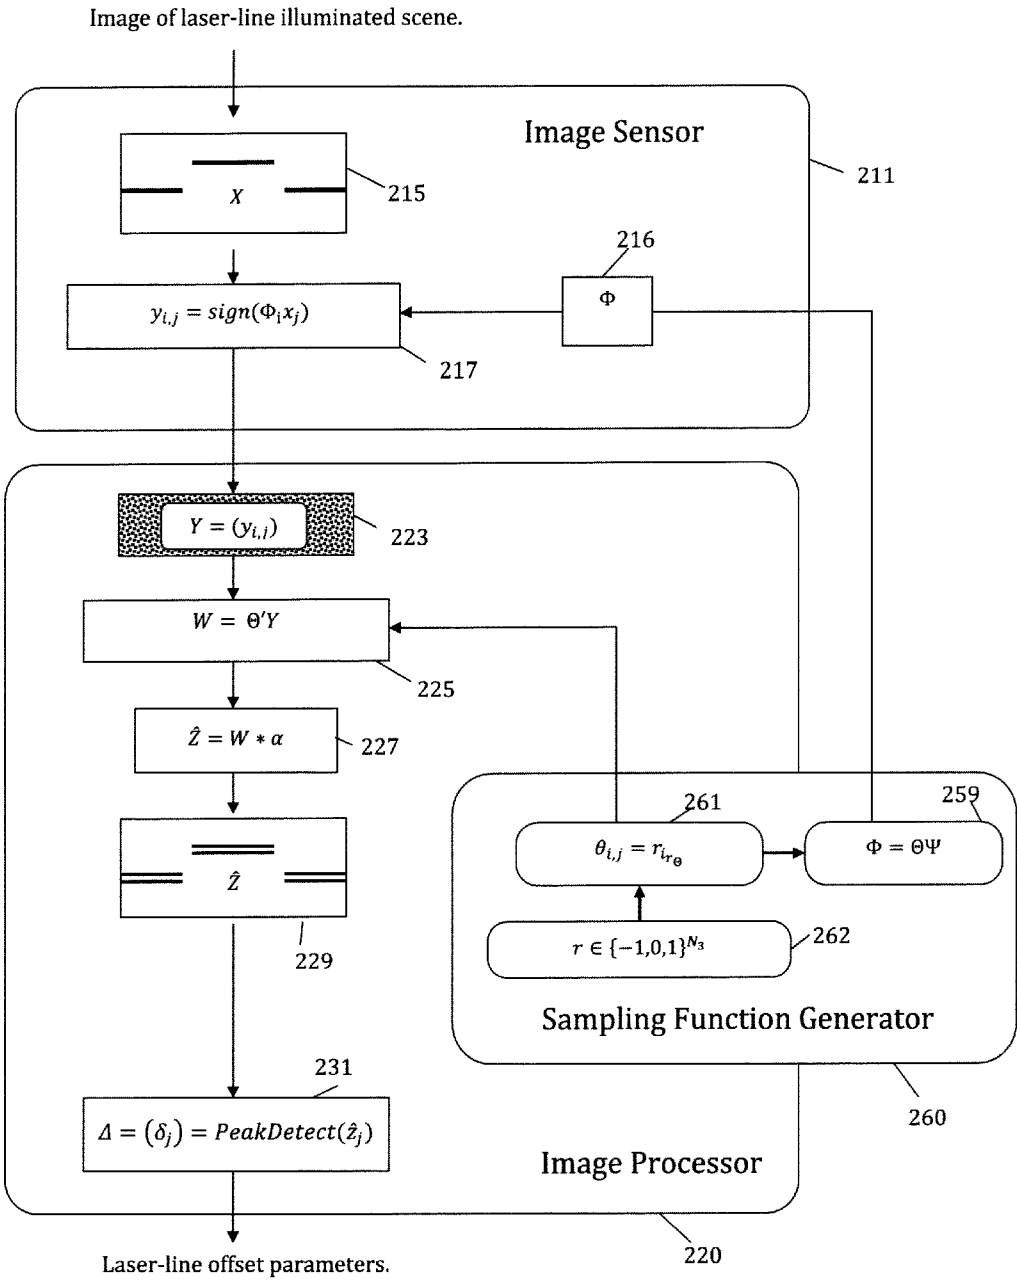 Image of laser-line illuminated scene.
Image Sensor
211
X
215
216
Φ
y_{i,j} = sign(Φ_i x_j)
217
Y = (y_{i,j})
223
W = Θ′Y
225
Ẑ = W ∗ α
227
261
259
θ_{i,j} = r_{i_{r_Θ}}
Φ = ΘΨ
Ẑ
229
r ∈ {−1,0,1}^{N_3}
262
Sampling Function Generator
260
231
Δ = (δ_j) = PeakDetect(ẑ_j)
Image Processor
220
Laser-line offset parameters.